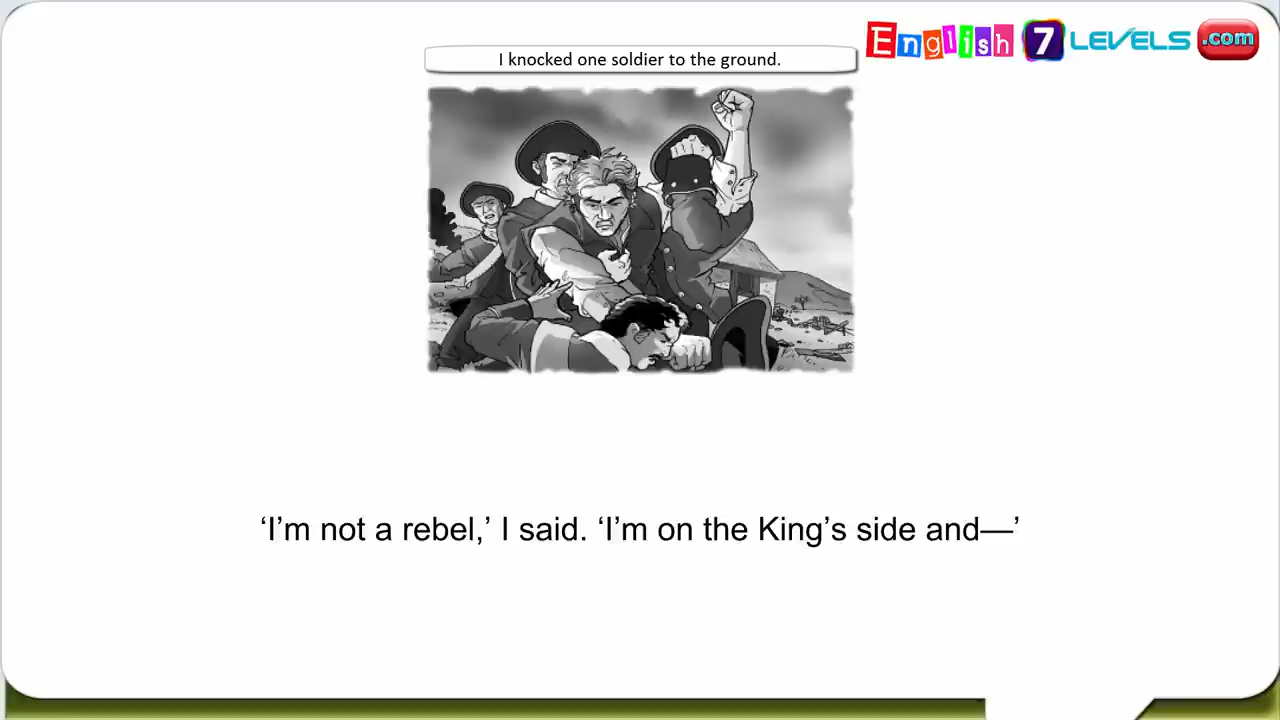 English 7 LEVELS .com
I knocked one soldier to the ground.
‘I’m not a rebel,’ I said. ‘I’m on the King’s side and—’